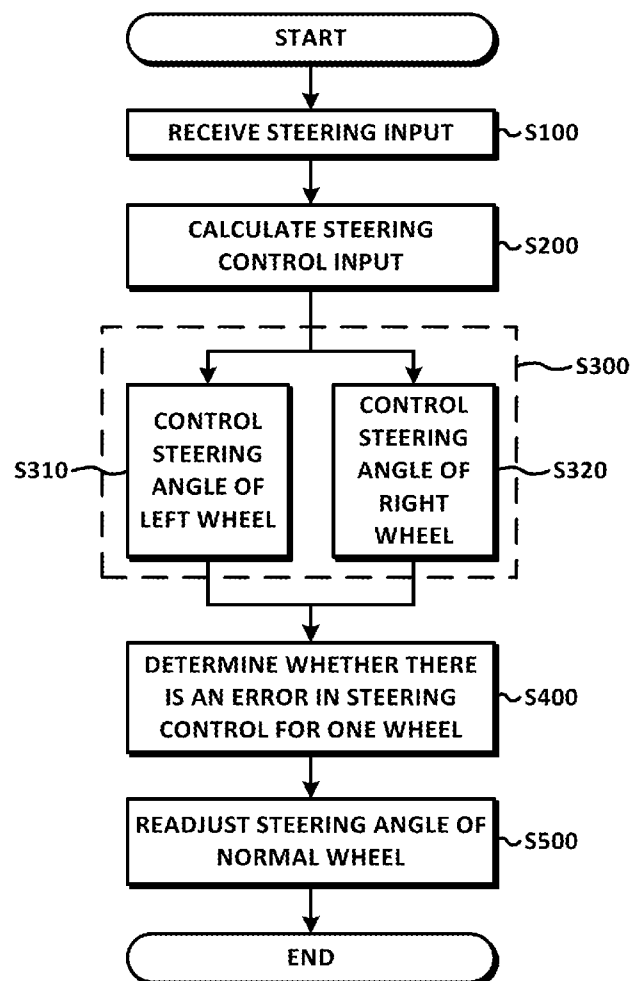 START
RECEIVE STEERING INPUT
S100
CALCULATE STEERING
CONTROL INPUT
S200
S300
S310
CONTROL
STEERING
ANGLE OF
LEFT WHEEL
CONTROL
STEERING
ANGLE OF
RIGHT
WHEEL
S320
DETERMINE WHETHER THERE
IS AN ERROR IN STEERING
CONTROL FOR ONE WHEEL
S400
READJUST STEERING ANGLE OF
NORMAL WHEEL
S500
END